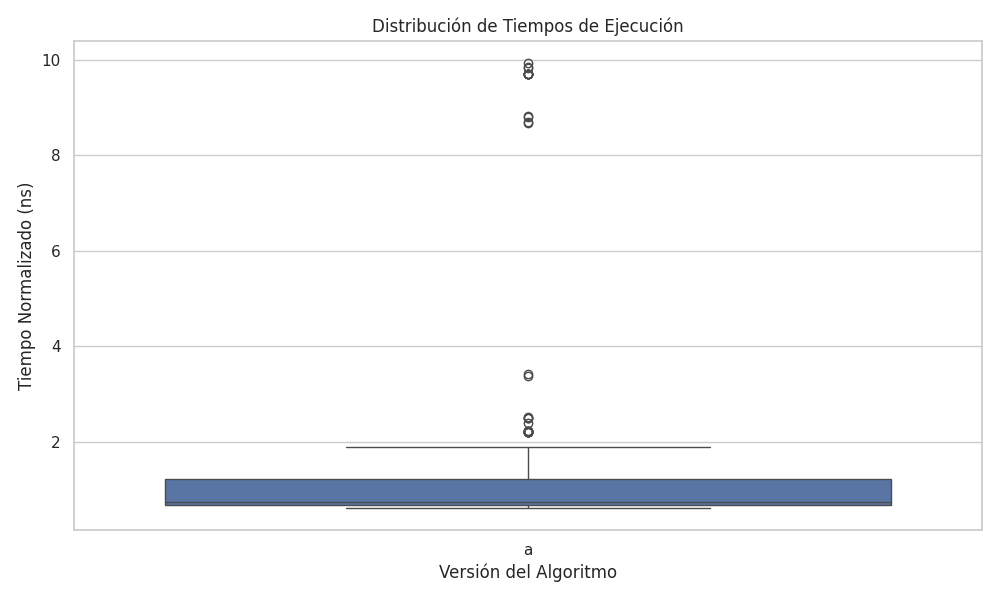 Distribución de Tiempos de Ejecución
Tiempo Normalizado (ns)
10
8
6
4
2
a
Versión del Algoritmo